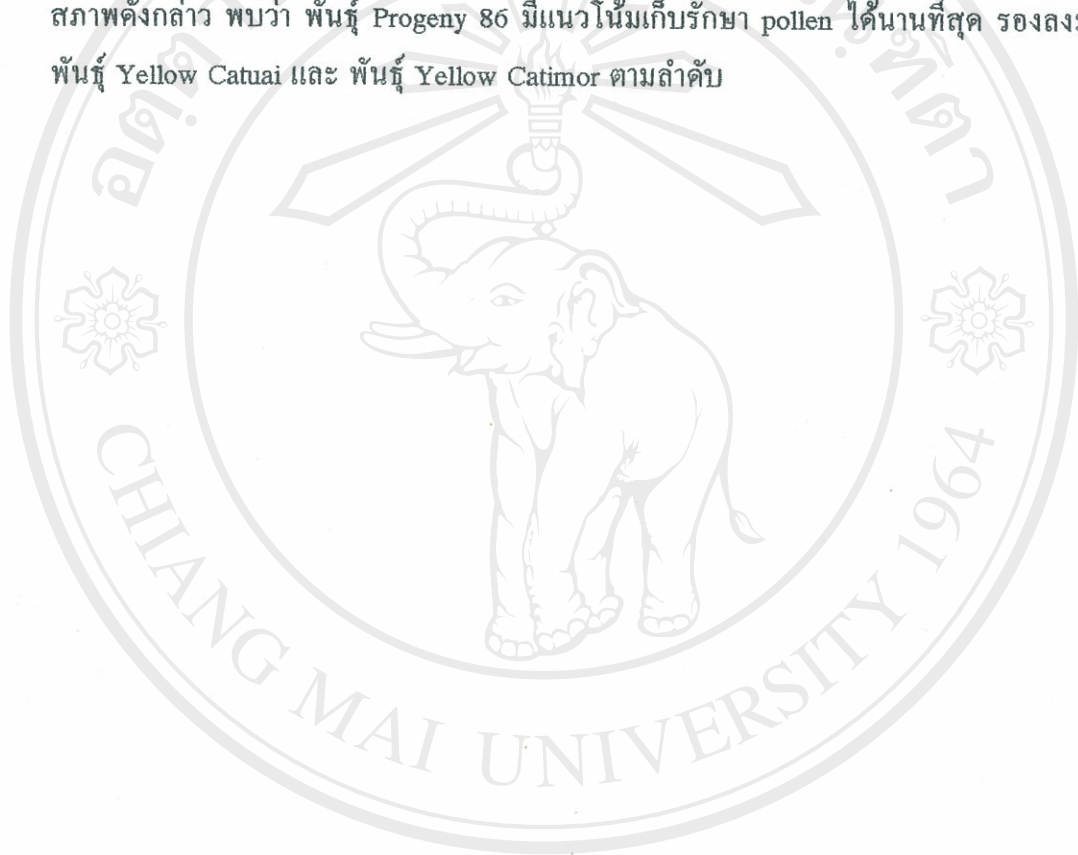 สภาพดังกล่าว พบว่า พันธุ์ Progeny 86 มีแนวโน้มเก็บรักษา pollen ได้นานที่สุด รองลง
พันธุ์ Yellow Catuai และ พันธุ์ Yellow Catimor ตามลำดับ
CHIANG MAI UNIVERSITY 1964